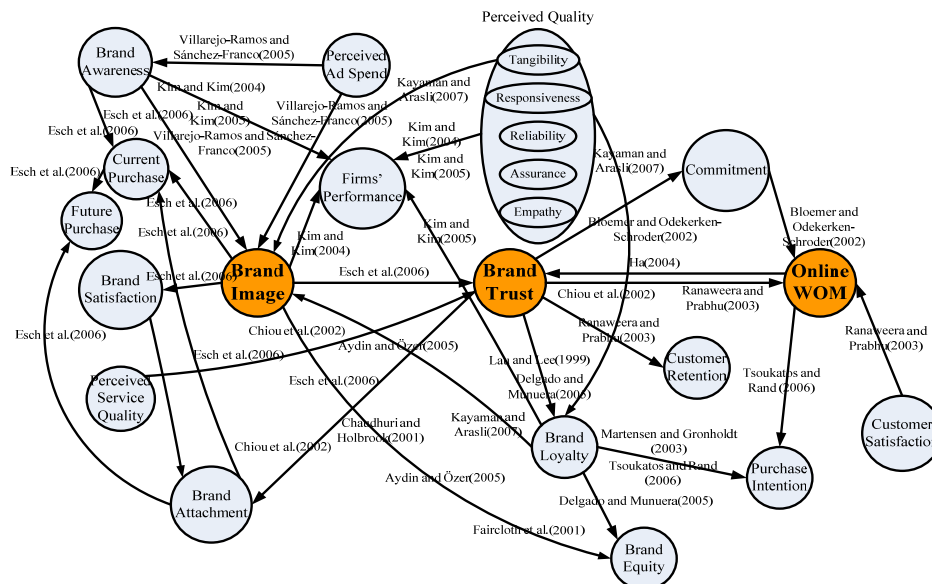 Perceived Quality
Villarejo-Ramos and
Sánchez-Franco(2005)
Brand
Awareness
Perceived
Ad Spend
Tangibility
Kim and Kim(2004)
Kayaman and
Arasli(2007)
Responsiveness
Esch et al.(2006)
Kim and
Kim(2005)
Villarejo-Ramos and
Sánchez-Franco(2005)
Esch et al.(2006)
Villarejo-Ramos and Sánchez-
Franco(2005)
Kim and
Kim(2004)
Kim and
Kim(2005)
Reliability
Current
Purchase
Esch et al.(2006)
Firms'
Performance
Assurance
Kayaman and
Arasli(2007)
Commitment
Esch et al.(2006)
Future
Purchase
Empathy
Esch et al.(2006)
Kim and
Kim(2004)
Kim and
Kim(2005)
Bloemer and Odekerken-
Schroder(2002)
Bloemer and
Odekerken-
Schroder(2002)
Ha(2004)
Brand
Satisfaction
Esch et al.(2006)
Brand
Image
Esch et al.(2006)
Brand
Trust
Online
WOM
Chiou et al.(2002)
Ranaweera and
Prabhu(2003)
Chiou et al.(2002)
Ranaweera and
Prabhu(2003)
Ranaweera and
Prabhu(2003)
Aydin and Özer(2005)
Esch et al.(2006)
Lau and Lee(1999)
Customer
Retention
Perceived
Service
Quality
Esch et al.(2006)
Delgado and
Munuera(2005)
Tsoukatos and
Rand (2006)
Kayaman and
Arasli(2007)
Chaudhuri and
Holbrook(2001)
Chiou et al.(2002)
Brand
Loyalty
Martensen and Gronholdt
(2003)
Customer
Satisfaction
Tsoukatos and Rand
(2006)
Purchase
Intention
Aydin and Özer(2005)
Brand
Attachment
Delgado and Munuera(2005)
Faircloth et al.(2001)
Brand
Equity